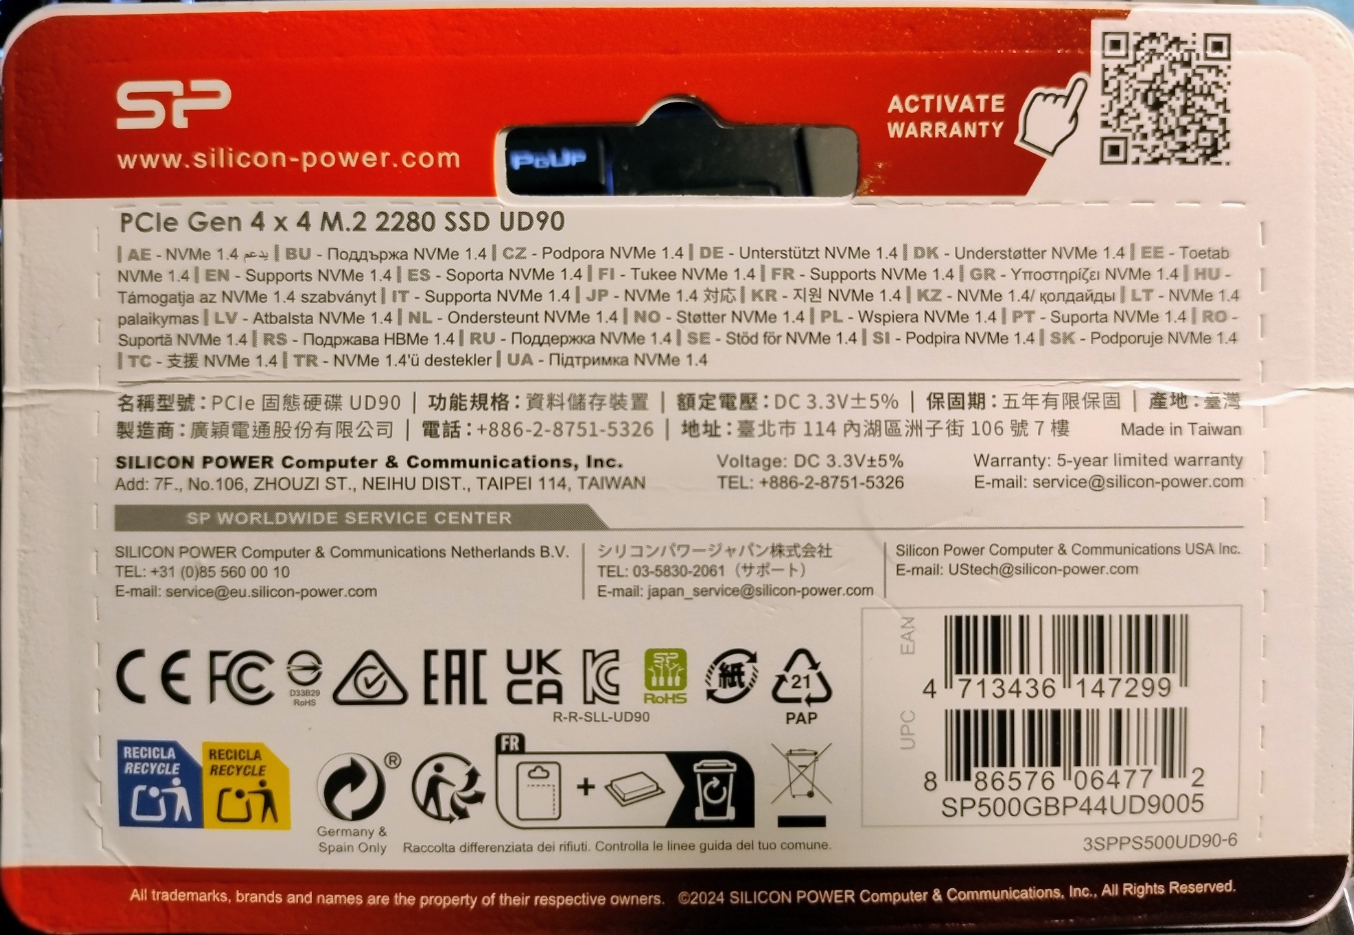 SP
www.silicon-power.com
ACTIVATE
WARRANTY
PgUP
PCIe Gen 4 x 4 M.2 2280 SSD UD90
| AE - NVMe 1.4 يدعم | BU - Поддържа NVMe 1.4 | CZ - Podpora NVMe 1.4 | DE - Unterstützt NVMe 1.4 | DK - Understøtter NVMe 1.4 | EE - Toetab
NVMe 1.4 | EN - Supports NVMe 1.4 | ES - Soporta NVMe 1.4 | FI - Tukee NVMe 1.4 | FR - Supports NVMe 1.4 | GR - Υποστηρίζει NVMe 1.4 | HU -
Támogatja az NVMe 1.4 szabványt | IT - Supporta NVMe 1.4 | JP - NVMe 1.4 対応 | KR - 지원 NVMe 1.4 | KZ - NVMe 1.4/ қолдайды | LT - NVMe 1.4
palaikymas | LV - Atbalsta NVMe 1.4 | NL - Ondersteunt NVMe 1.4 | NO - Støtter NVMe 1.4 | PL - Wspiera NVMe 1.4 | PT - Suporta NVMe 1.4 | RO -
Suportă NVMe 1.4 | RS - Подржава НВМе 1.4 | RU - Поддержка NVMe 1.4 | SE - Stöd för NVMe 1.4 | SI - Podpira NVMe 1.4 | SK - Podporuje NVMe 1.4
| TC - 支援 NVMe 1.4 | TR - NVMe 1.4'ü destekler | UA - Підтримка NVMe 1.4
名稱型號：PCIe 固態硬碟 UD90 | 功能規格：資料儲存裝置 | 額定電壓：DC 3.3V±5% | 保固期：五年有限保固 | 產地：臺灣
製造商：廣穎電通股份有限公司 | 電話：+886-2-8751-5326 | 地址：臺北市 114 內湖區洲子街 106 號 7 樓 Made in Taiwan
SILICON POWER Computer & Communications, Inc. Voltage: DC 3.3V±5% Warranty: 5-year limited warranty
Add: 7F., No.106, ZHOUZI ST., NEIHU DIST., TAIPEI 114, TAIWAN TEL: +886-2-8751-5326 E-mail: service@silicon-power.com
SP WORLDWIDE SERVICE CENTER
SILICON POWER Computer & Communications Netherlands B.V.
TEL: +31 (0)85 560 00 10
E-mail: service@eu.silicon-power.com
シリコンパワージャパン株式会社
TEL: 03-5830-2061（サポート）
E-mail: japan_service@silicon-power.com
Silicon Power Computer & Communications USA Inc.
E-mail: UStech@silicon-power.com
CE FC
D33B29
RoHS
EAC
UK
CA
KC
SP
RoHS
紙
21
PAP
R-R-SLL-UD90
EAN
4 713436 147299
UPC
8 86576 06477 2
SP500GBP44UD9005
3SPPS500UD90-6
RECICLA
RECYCLE
RECICLA
RECYCLE
®
Germany &
Spain Only
FR
+
Raccolta differenziata dei rifiuti. Controlla le linee guida del tuo comune.
All trademarks, brands and names are the property of their respective owners. ©2024 SILICON POWER Computer & Communications, Inc., All Rights Reserved.